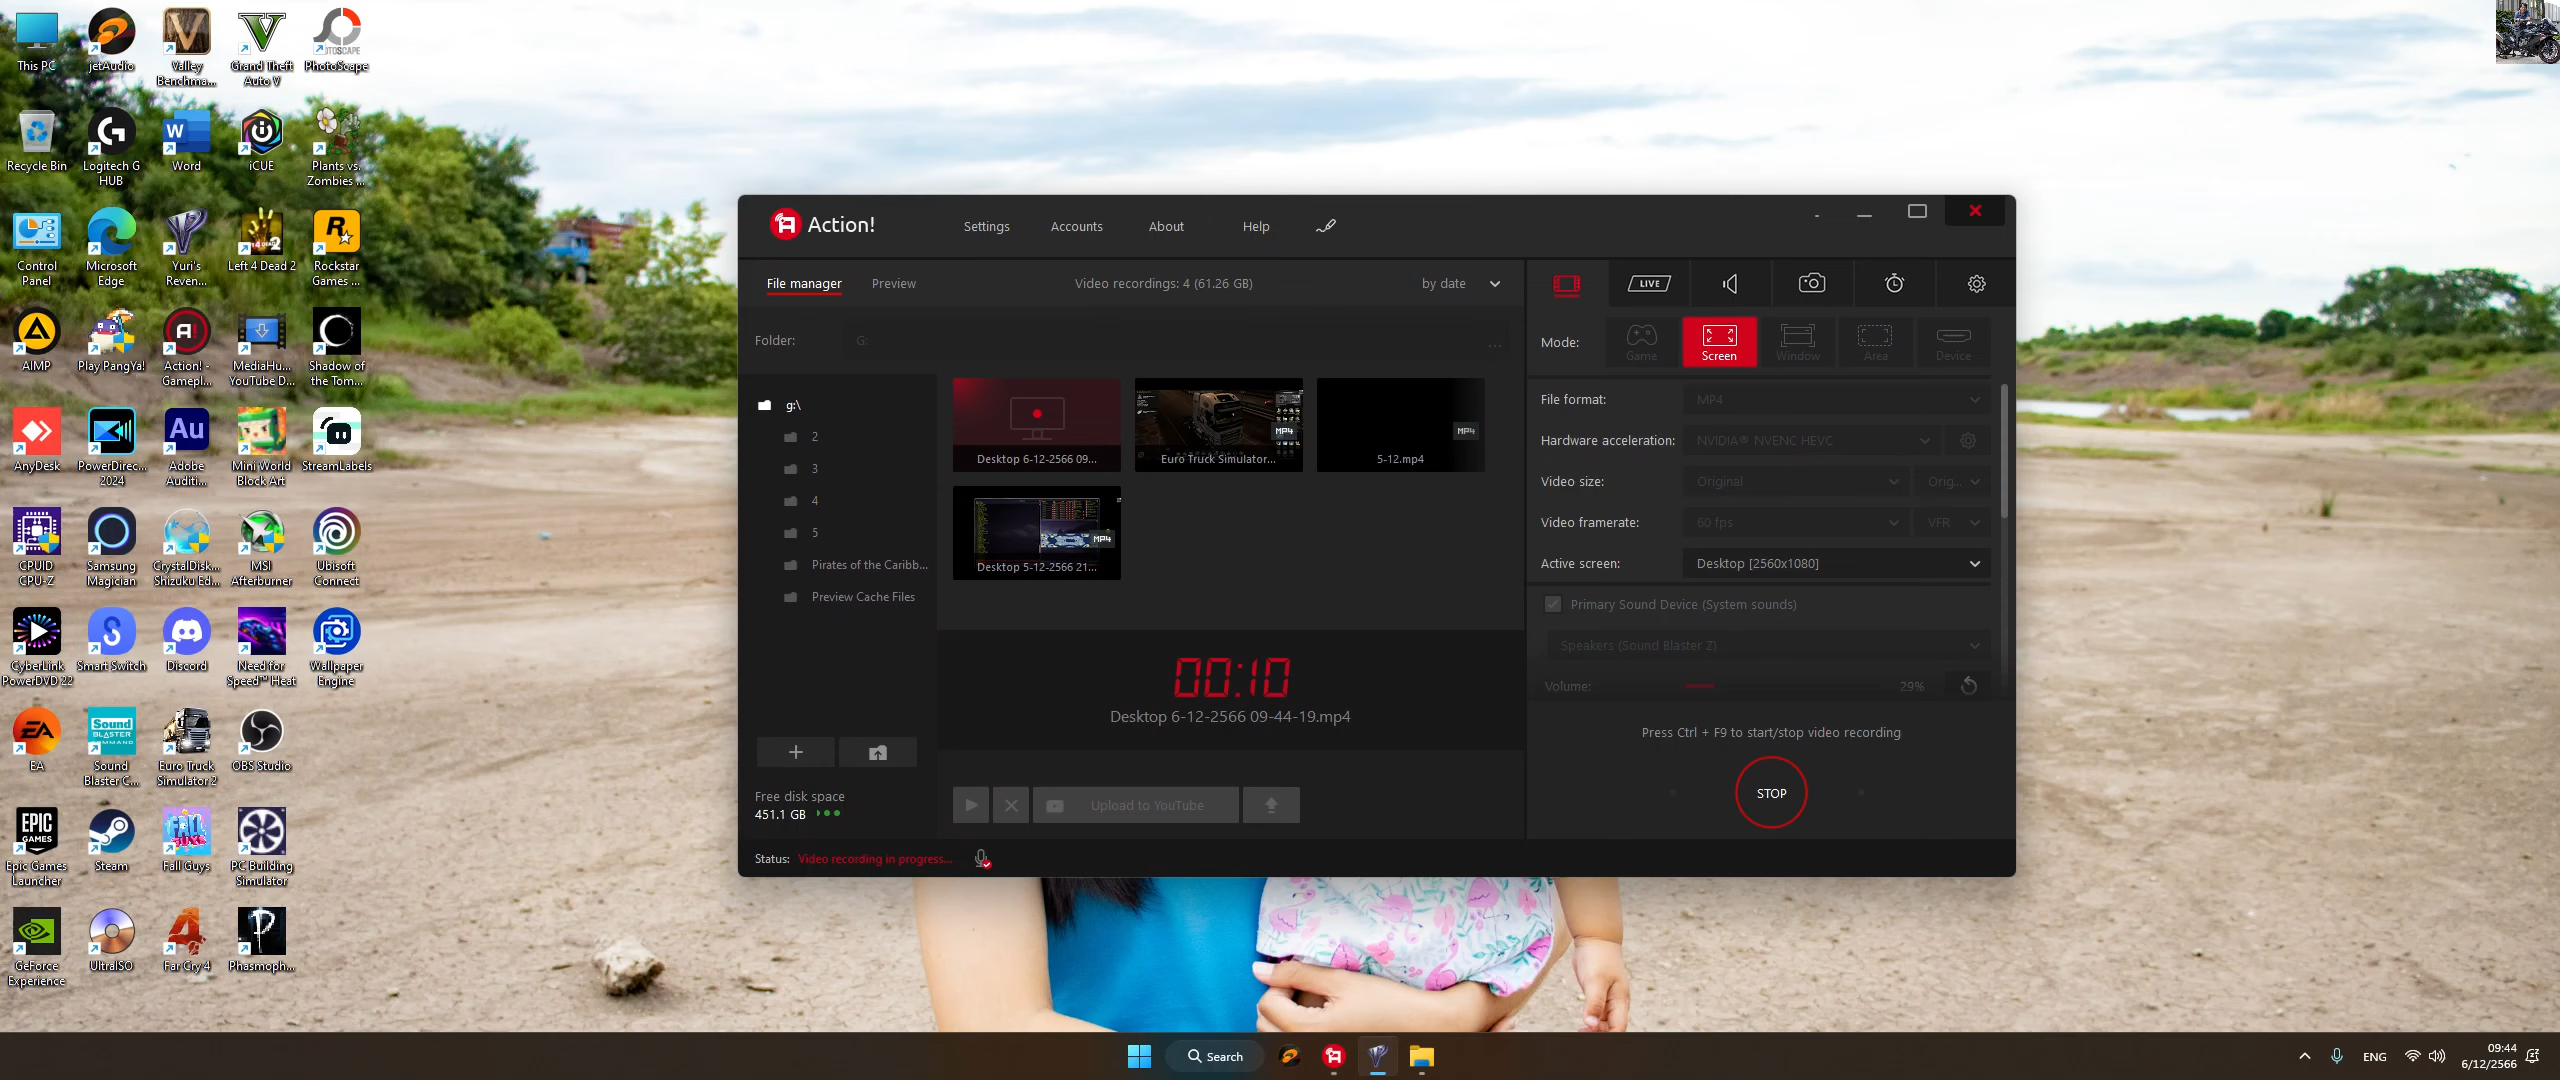 This PC
jetAudio
Valley
Benchma...
Grand Theft
Auto V
PhotoScape
Recycle Bin
Logitech G
HUB
Word
iCUE
Plants vs.
Zombies ...
Control
Panel
Microsoft
Edge
Yuri's
Reven...
Left 4 Dead 2
Rockstar
Games ...
AIMP
Play PangYa!
Action! -
Gamepl...
MediaHu...
YouTube D...
Shadow of
the Tom...
AnyDesk
PowerDirec...
2024
Adobe
Auditi...
Mini World
Block Art
StreamLabels
CPUID
CPU-Z
Samsung
Magician
CrystalDisk...
Shizuku Ed...
MSI
Afterburner
Ubisoft
Connect
CyberLink
PowerDVD 22
Smart Switch
Discord
Need for
Speed™ Heat
Wallpaper
Engine
EA
Sound
Blaster C...
Euro Truck
Simulator 2
OBS Studio
Epic Games
Launcher
Steam
Fall Guys
PC Building
Simulator
GeForce
Experience
UltraISO
Far Cry 4
Phasmoph...
Action!
Settings
Accounts
About
Help
File manager
Preview
Video recordings: 4 (61.26 GB)
by date
LIVE
Folder:
G:
...
Mode:
Game
Screen
Window
Area
Device
g:\
2
3
4
5
Pirates of the Caribb...
Preview Cache Files
Desktop 6-12-2566 09...
MP4
Euro Truck Simulator...
MP4
5-12.mp4
MP4
Desktop 5-12-2566 21...
File format:
MP4
Hardware acceleration:
NVIDIA® NVENC HEVC
Video size:
Original
Orig...
Video framerate:
60 fps
VFR
Active screen:
Desktop [2560x1080]
Primary Sound Device (System sounds)
Speakers (Sound Blaster Z)
Volume:
29%
00:10
Desktop 6-12-2566 09-44-19.mp4
Press Ctrl + F9 to start/stop video recording
STOP
Free disk space
451.1 GB
Upload to YouTube
Status:
Video recording in progress...
Search
ENG
09:44
6/12/2566